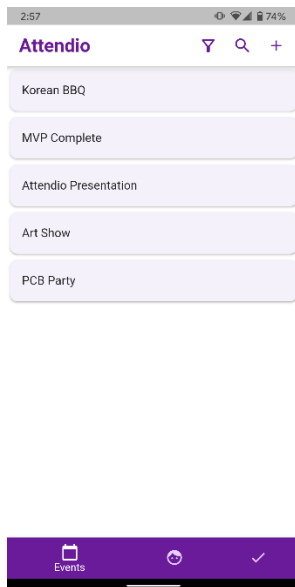 2:57
74%
Attendio
Korean BBQ
MVP Complete
Attendio Presentation
Art Show
PCB Party
Events